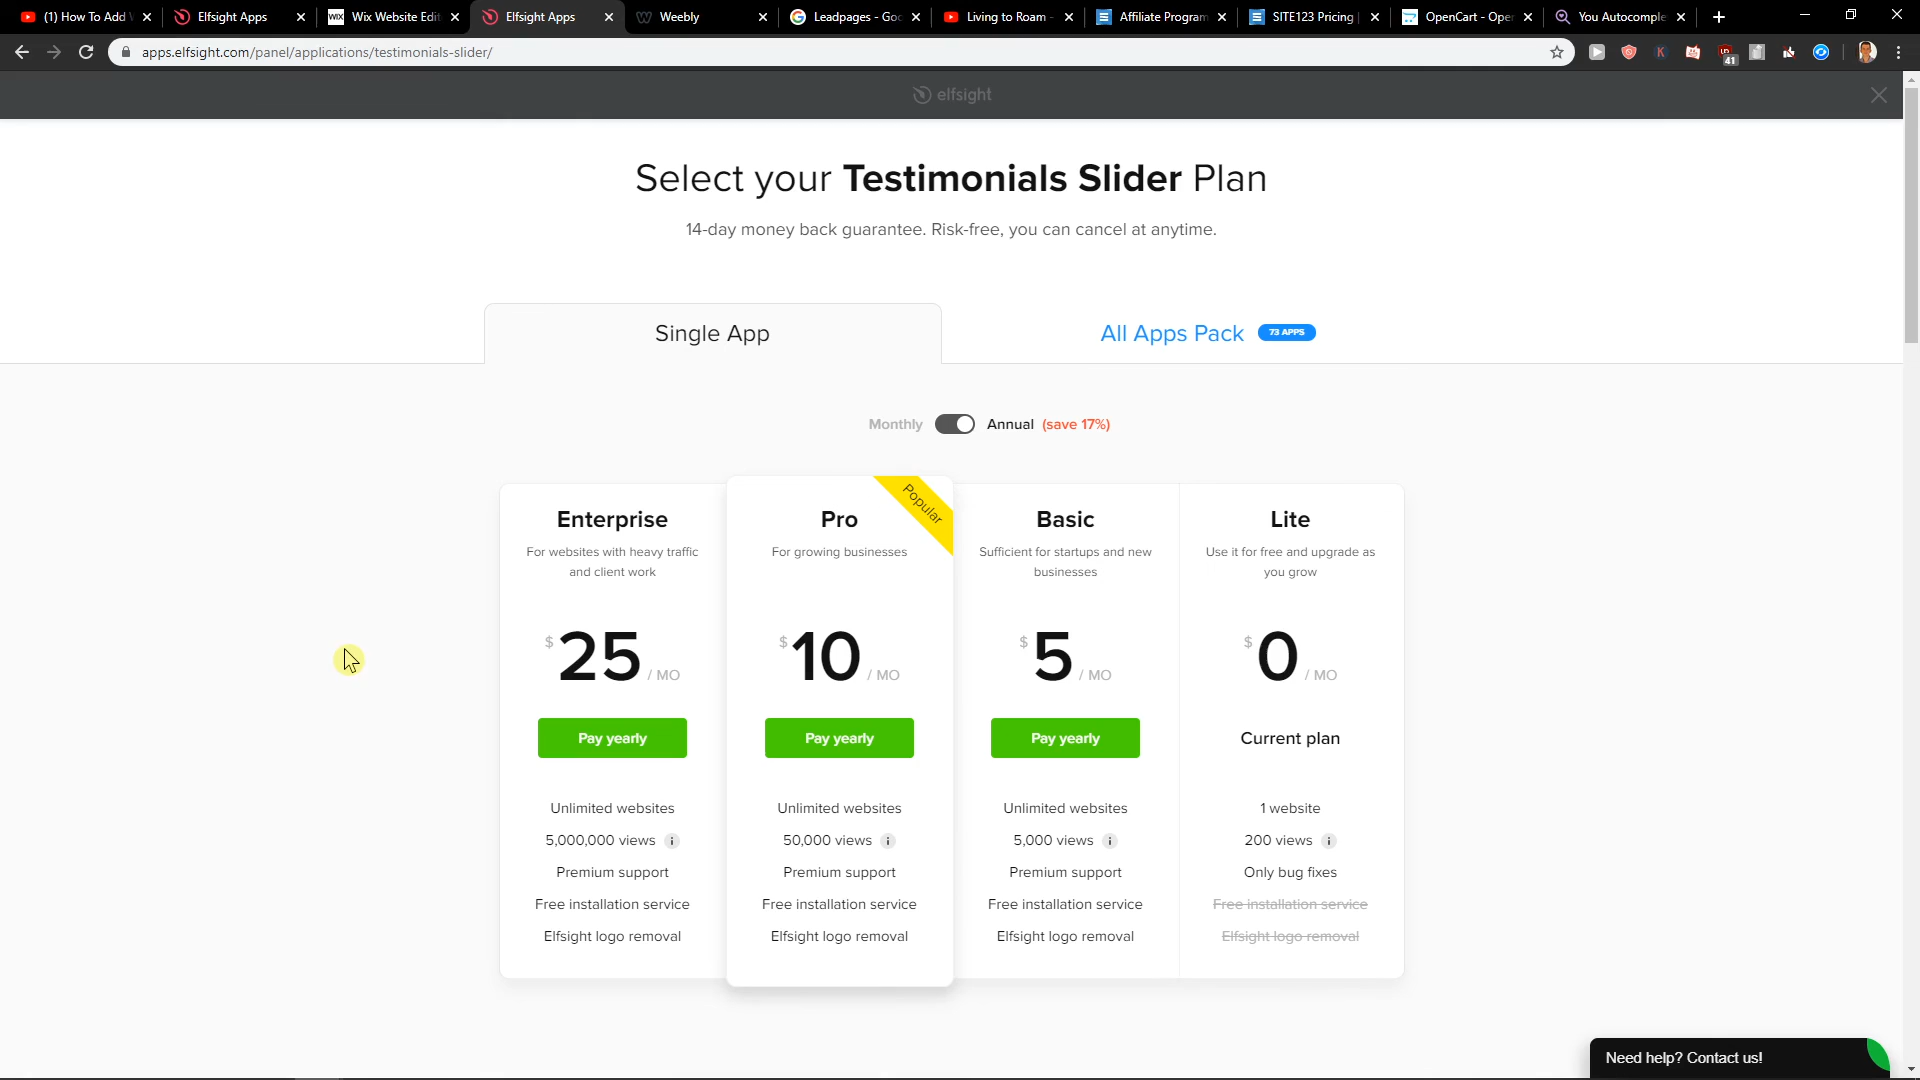 (1) How To Add
Elfsight Apps
Wix Website Edit
Elfsight Apps
Weebly
Leadpages - Goo
Living to Roam -
Affiliate Program
SITE123 Pricing
OpenCart - Oper
You Autocomple
apps.elfsight.com/panel/applications/testimonials-slider/
41
elfsight
Select your Testimonials Slider Plan
14-day money back guarantee. Risk-free, you can cancel at anytime.
Single App
All Apps Pack 73 APPS
Monthly Annual (save 17%)
Enterprise
For websites with heavy traffic
and client work
$25 / MO
Pay yearly
Unlimited websites
5,000,000 views i
Premium support
Free installation service
Elfsight logo removal
Popular
Pro
For growing businesses
$10 / MO
Pay yearly
Unlimited websites
50,000 views i
Premium support
Free installation service
Elfsight logo removal
Basic
Sufficient for startups and new
businesses
$5 / MO
Pay yearly
Unlimited websites
5,000 views i
Premium support
Free installation service
Elfsight logo removal
Lite
Use it for free and upgrade as
you grow
$0 / MO
Current plan
1 website
200 views i
Only bug fixes
Free installation service
Elfsight logo removal
Need help? Contact us!